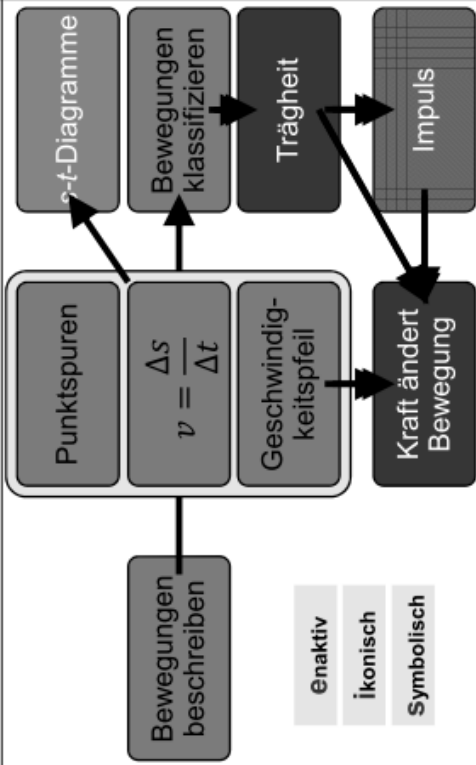 Bewegungen
beschreiben
Punktspuren
v = Δs
Δt
Geschwindig-
keitspfeil
s-t-Diagramme
Bewegungen
klassifizieren
Trägheit
Impuls
Kraft ändert
Bewegung
enaktiv
ikonisch
symbolisch